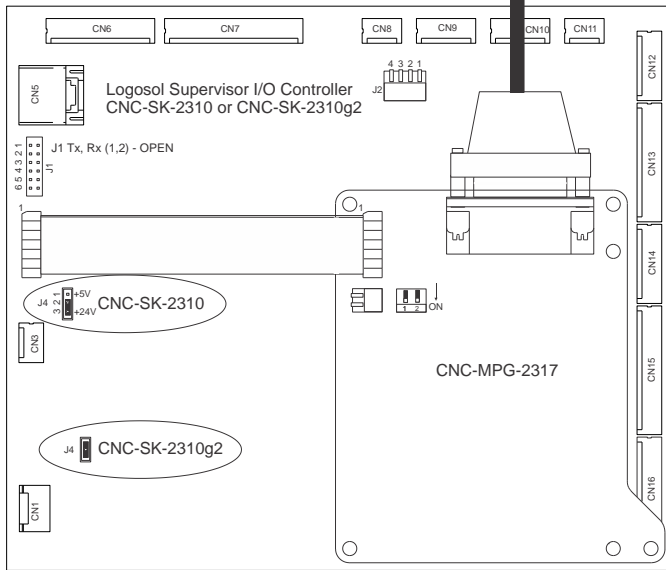 CN6
CN7
CN8
CN9
CN10
CN11
CN5
Logosol Supervisor I/O Controller
CNC-SK-2310 or CNC-SK-2310g2
4 3 2 1
J2
CN12
J1 Tx, Rx (1,2) - OPEN
6 5 4 3 2 1
J1
CN13
1
1
CN14
J4
3 2 1
+5V
+24V
CNC-SK-2310
1 2
ON
CN3
CNC-MPG-2317
CN15
J4
CNC-SK-2310g2
CN1
CN16